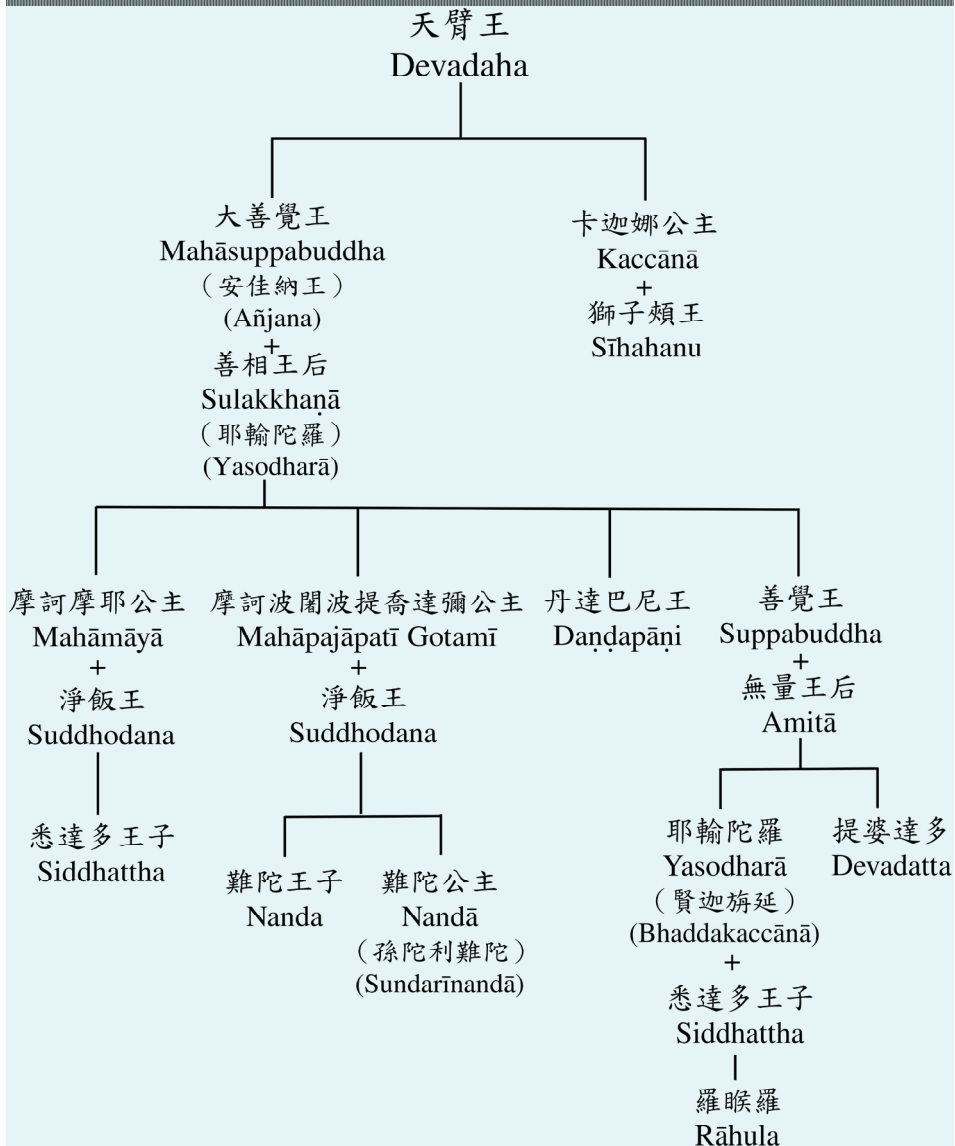 天臂王
Devadaha
大善覺王
Mahāsuppabuddha
（安佳納王）
(Añjana)
+
善相王后
Sulakkhaṇā
（耶輸陀羅）
(Yasodharā)
卡迦娜公主
Kaccānā
+
獅子頰王
Sīhahanu
摩訶摩耶公主
Mahāmāyā
+
淨飯王
Suddhodana
悉達多王子
Siddhattha
摩訶波闍波提喬達彌公主
Mahāpajāpatī Gotamī
+
淨飯王
Suddhodana
難陀王子
Nanda
難陀公主
Nandā
（孫陀利難陀）
(Sundarīnandā)
丹達巴尼王
Daṇḍapāṇi
善覺王
Suppabuddha
+
無量王后
Amitā
耶輸陀羅
Yasodharā
（賢迦旃延）
(Bhaddakaccānā)
+
悉達多王子
Siddhattha
羅睺羅
Rāhula
提婆達多
Devadatta